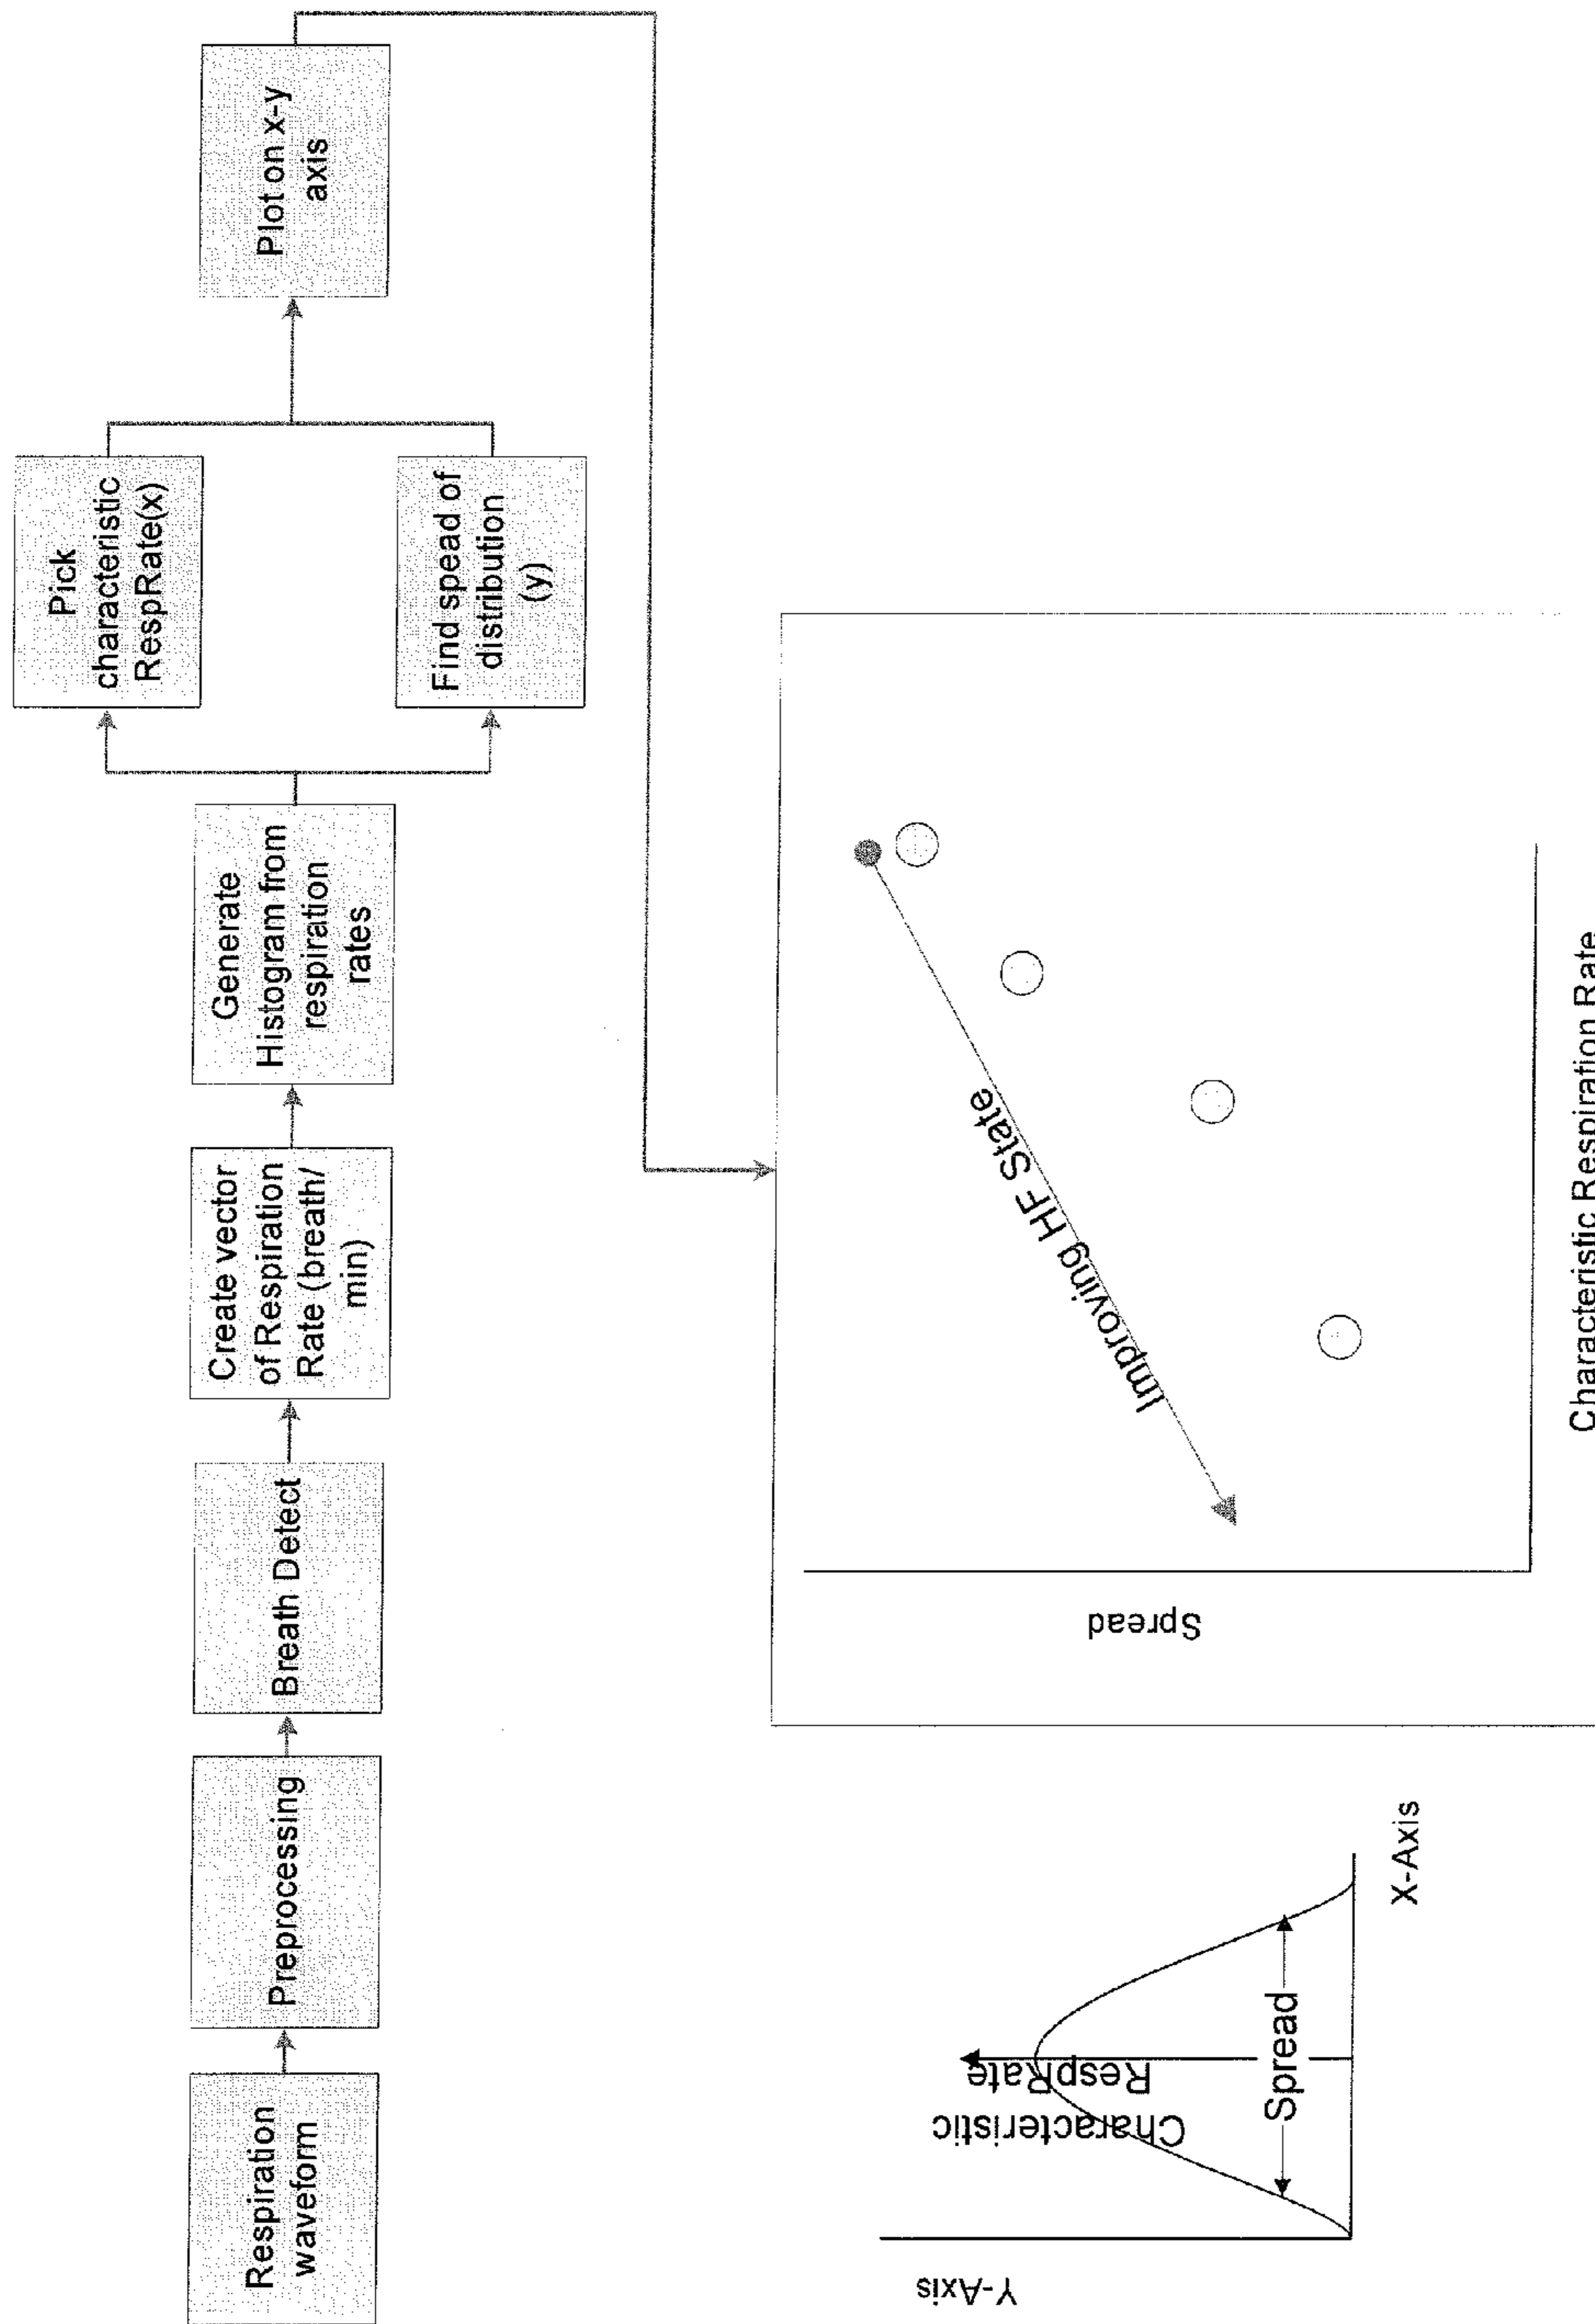 Respiration
waveform
Preprocessing
Breath Detect
Create vector
of Respiration
Rate (breath/
min)
Generate
Histogram from
respiration
rates
Pick
characteristic
RespRate(x)
Find spead of
distribution
(y)
Plot on x-y
axis
Y-Axis
Characteristic
RespRate
Spread
X-Axis
Spread
Improving HF State
Characteristic Respiration Rate